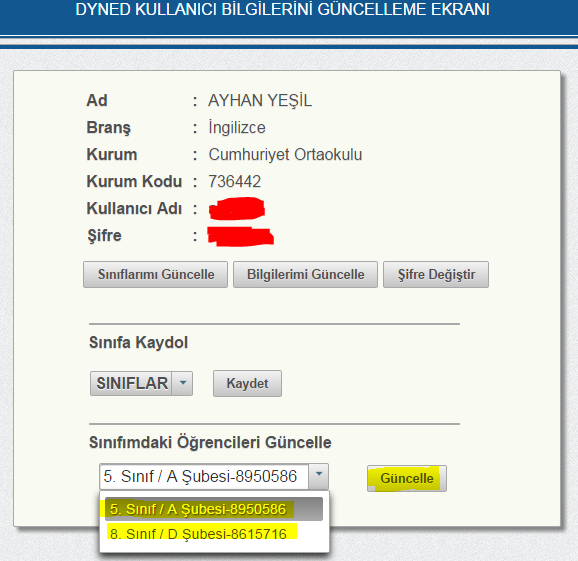 DYNED KULLANICI BİLGİLERİNİ GÜNCELLEME EKRANI
Ad : AYHAN YEŞİL
Branş : İngilizce
Kurum : Cumhuriyet Ortaokulu
Kurum Kodu : 736442
Kullanıcı Adı :
Şifre :
Sınıflarımı Güncelle Bilgilerimi Güncelle Şifre Değiştir
Sınıfa Kaydol
SINIFLAR Kaydet
Sınıfımdaki Öğrencileri Güncelle
5. Sınıf / A Şubesi-8950586 Güncelle
5. Sınıf / A Şubesi-8950586
8. Sınıf / D Şubesi-8615716